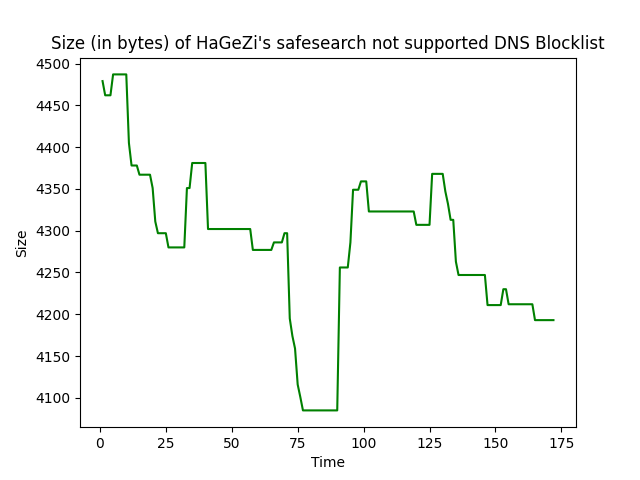 Size (in bytes) of HaGeZi's safesearch not supported DNS Blocklist
4500
4450
4400
4350
4300
4250
4200
4150
4100
Size
0 25 50 75 100 125 150 175
Time